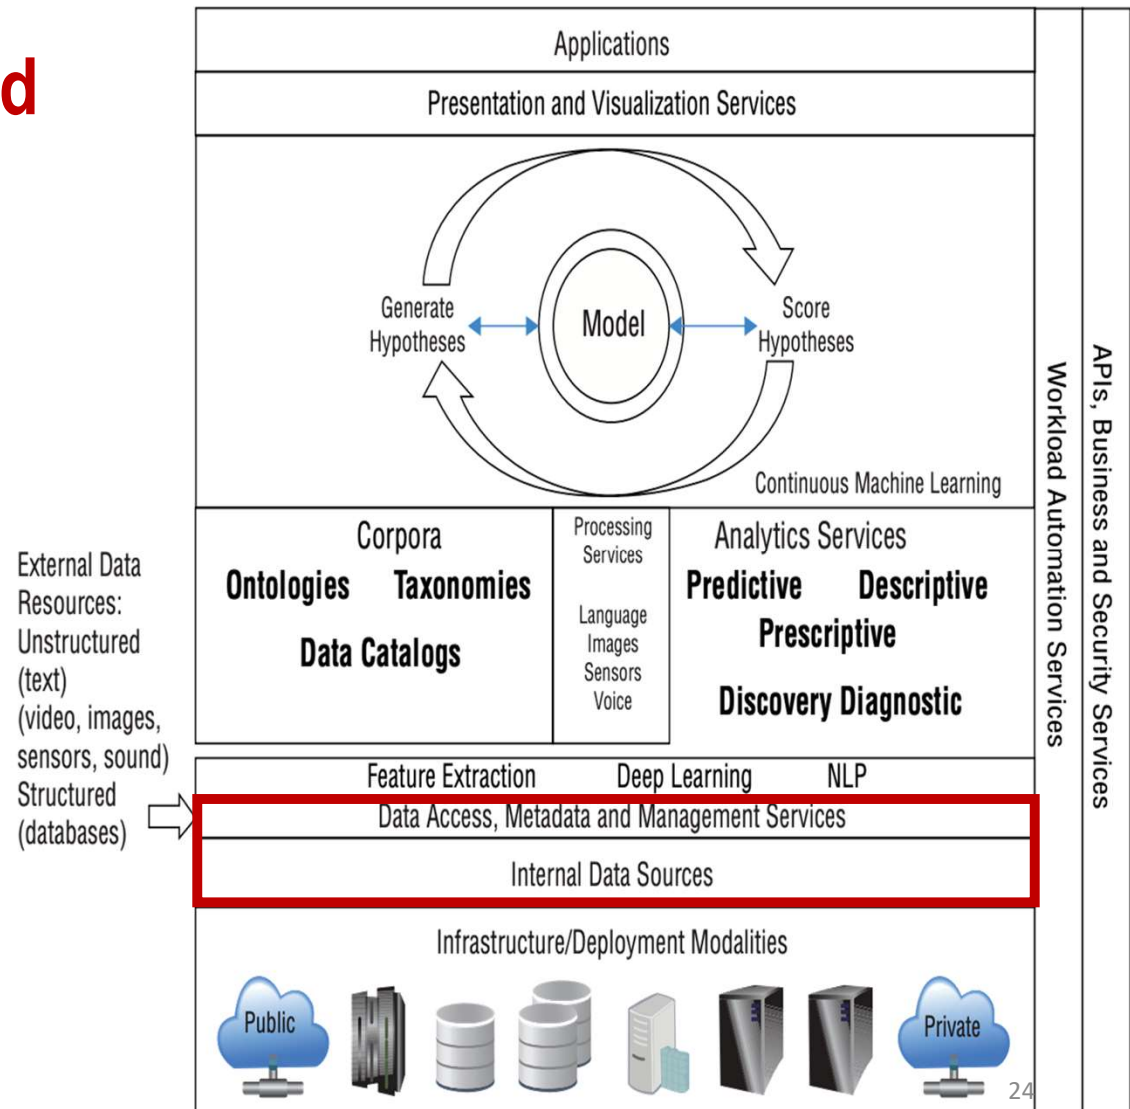 d
Applications
Presentation and Visualization Services
Generate
Hypotheses
Model
Score
Hypotheses
Continuous Machine Learning
Corpora
Ontologies Taxonomies
Data Catalogs
Processing
Services
Language
Images
Sensors
Voice
Analytics Services
Predictive Descriptive
Prescriptive
Discovery Diagnostic
External Data
Resources:
Unstructured
(text)
(video, images,
sensors, sound)
Structured
(databases)
Feature Extraction Deep Learning NLP
Data Access, Metadata and Management Services
Internal Data Sources
Infrastructure/Deployment Modalities
Public
Private
Workload Automation Services
APIs, Business and Security Services
24